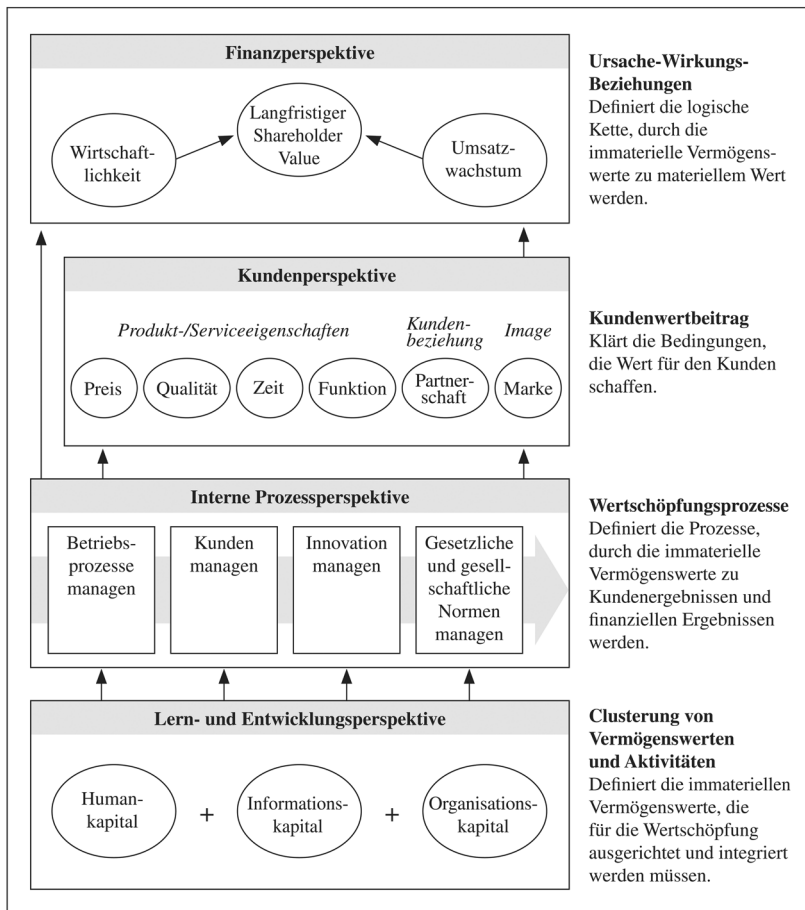 Finanzperspektive
Wirtschaft-
lichkeit
Langfristiger
Shareholder
Value
Umsatz-
wachstum
Ursache-Wirkungs-
Beziehungen
Definiert die logische
Kette, durch die
immaterielle Vermögens-
werte zu materiellem Wert
werden.
Kundenperspektive
Produkt-/Serviceeigenschaften
Kunden-
beziehung
Image
Preis
Qualität
Zeit
Funktion
Partner-
schaft
Marke
Kundenwertbeitrag
Klärt die Bedingungen,
die Wert für den Kunden
schaffen.
Interne Prozessperspektive
Betriebs-
prozesse
managen
Kunden
managen
Innovation
managen
Gesetzliche
und gesell-
schaftliche
Normen
managen
Wertschöpfungsprozesse
Definiert die Prozesse,
durch die immaterielle
Vermögenswerte zu
Kundenergebnissen und
finanziellen Ergebnissen
werden.
Lern- und Entwicklungsperspektive
Human-
kapital
+
Informations-
kapital
+
Organisations-
kapital
Clusterung von
Vermögenswerten
und Aktivitäten
Definiert die immateriellen
Vermögenswerte, die
für die Wertschöpfung
ausgerichtet und integriert
werden müssen.